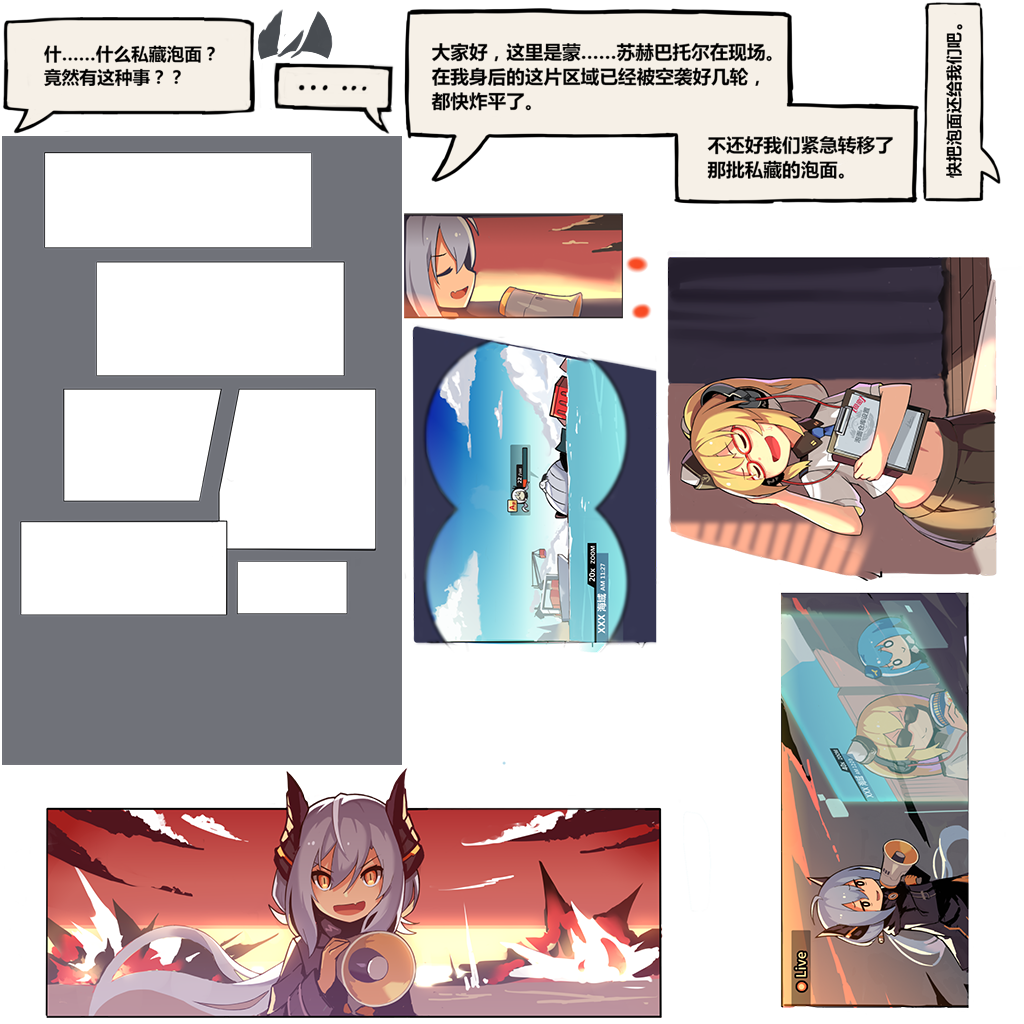 什……什么私藏泡面？
竟然有这种事？？
… …
大家好，这里是蒙……苏赫巴托尔在现场。
在我身后的这片区域已经被空袭好几轮，
都快炸平了。
不还好我们紧急转移了
那批私藏的泡面。
快把泡面还给我们吧。
20x ZOOM
XXX 海域 AM 11:27
Live